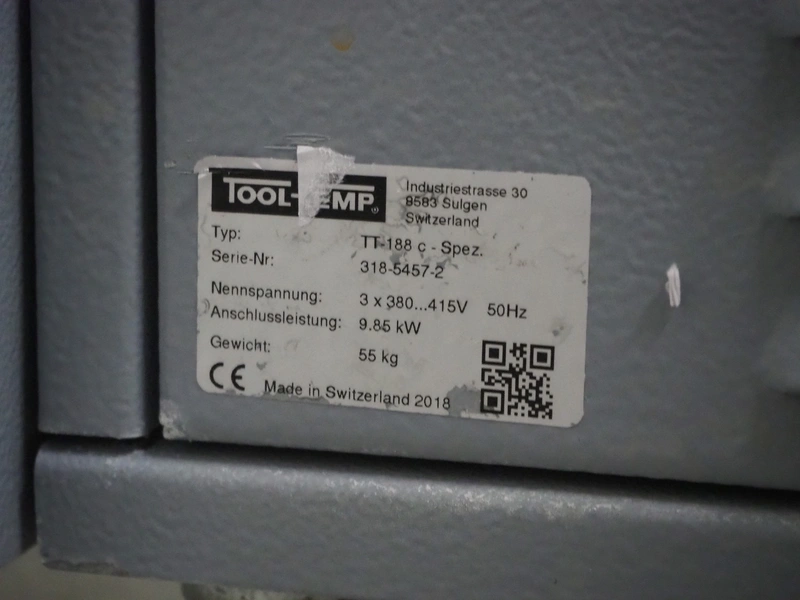 TOOL-TEMP®
Industriestrasse 30
8583 Sulgen
Switzerland
Typ: TT-188 c - Spez.
Serie-Nr: 318-5457-2
Nennspannung: 3 x 380...415V 50Hz
Anschlussleistung: 9.85 kW
Gewicht: 55 kg
CE Made in Switzerland 2018